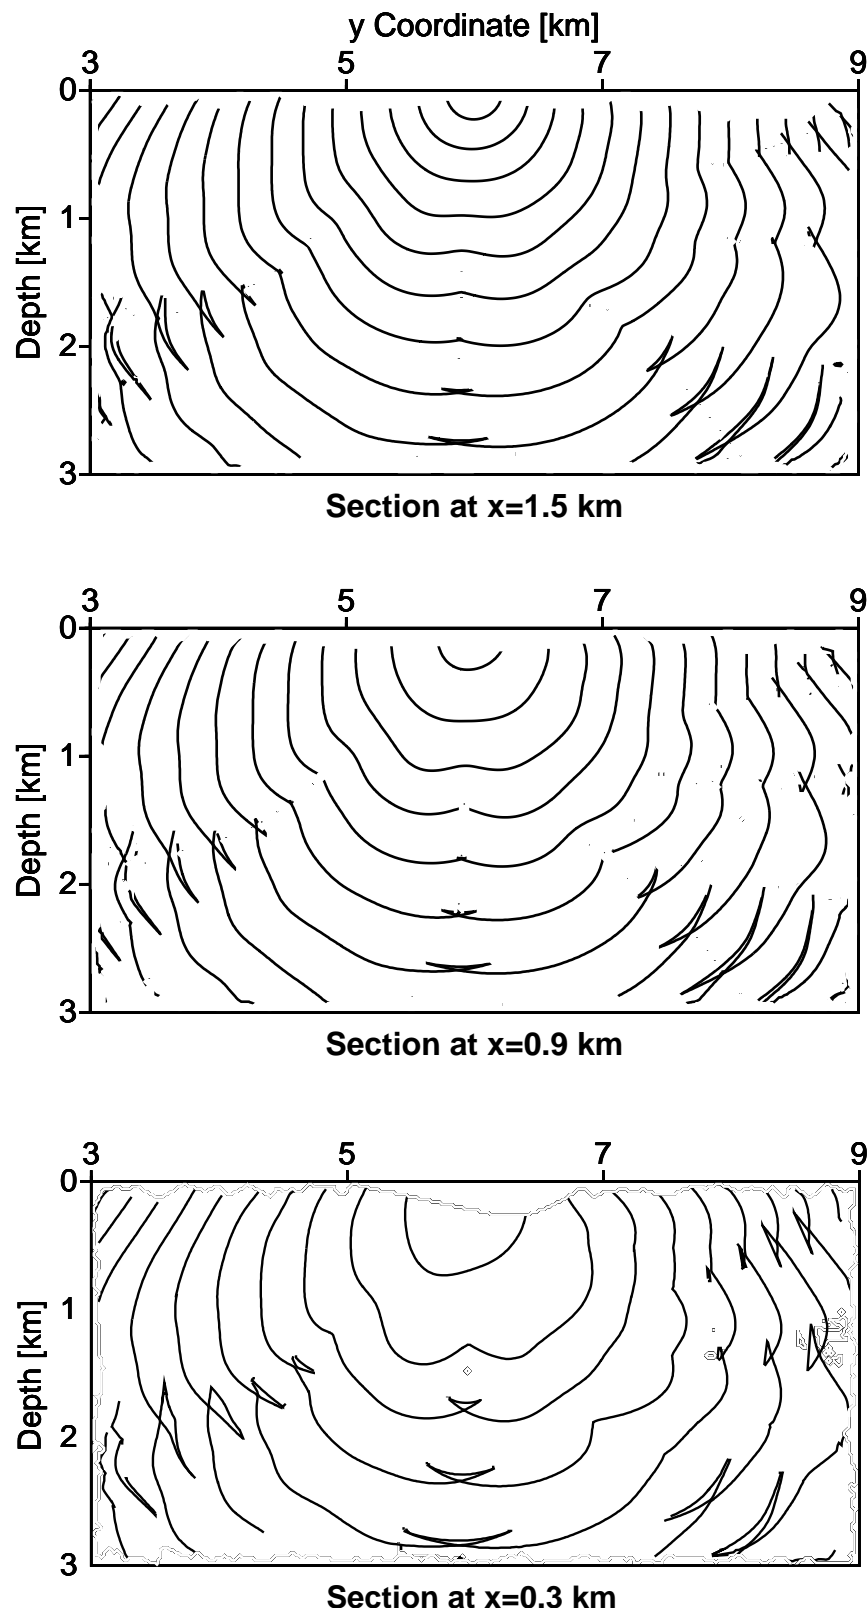 y Coordinate [km]
3 5 7 9
0
1
2
3
Depth [km]
Section at x=1.5 km
3 5 7 9
0
1
2
3
Depth [km]
Section at x=0.9 km
3 5 7 9
0
1
2
3
Depth [km]
Section at x=0.3 km